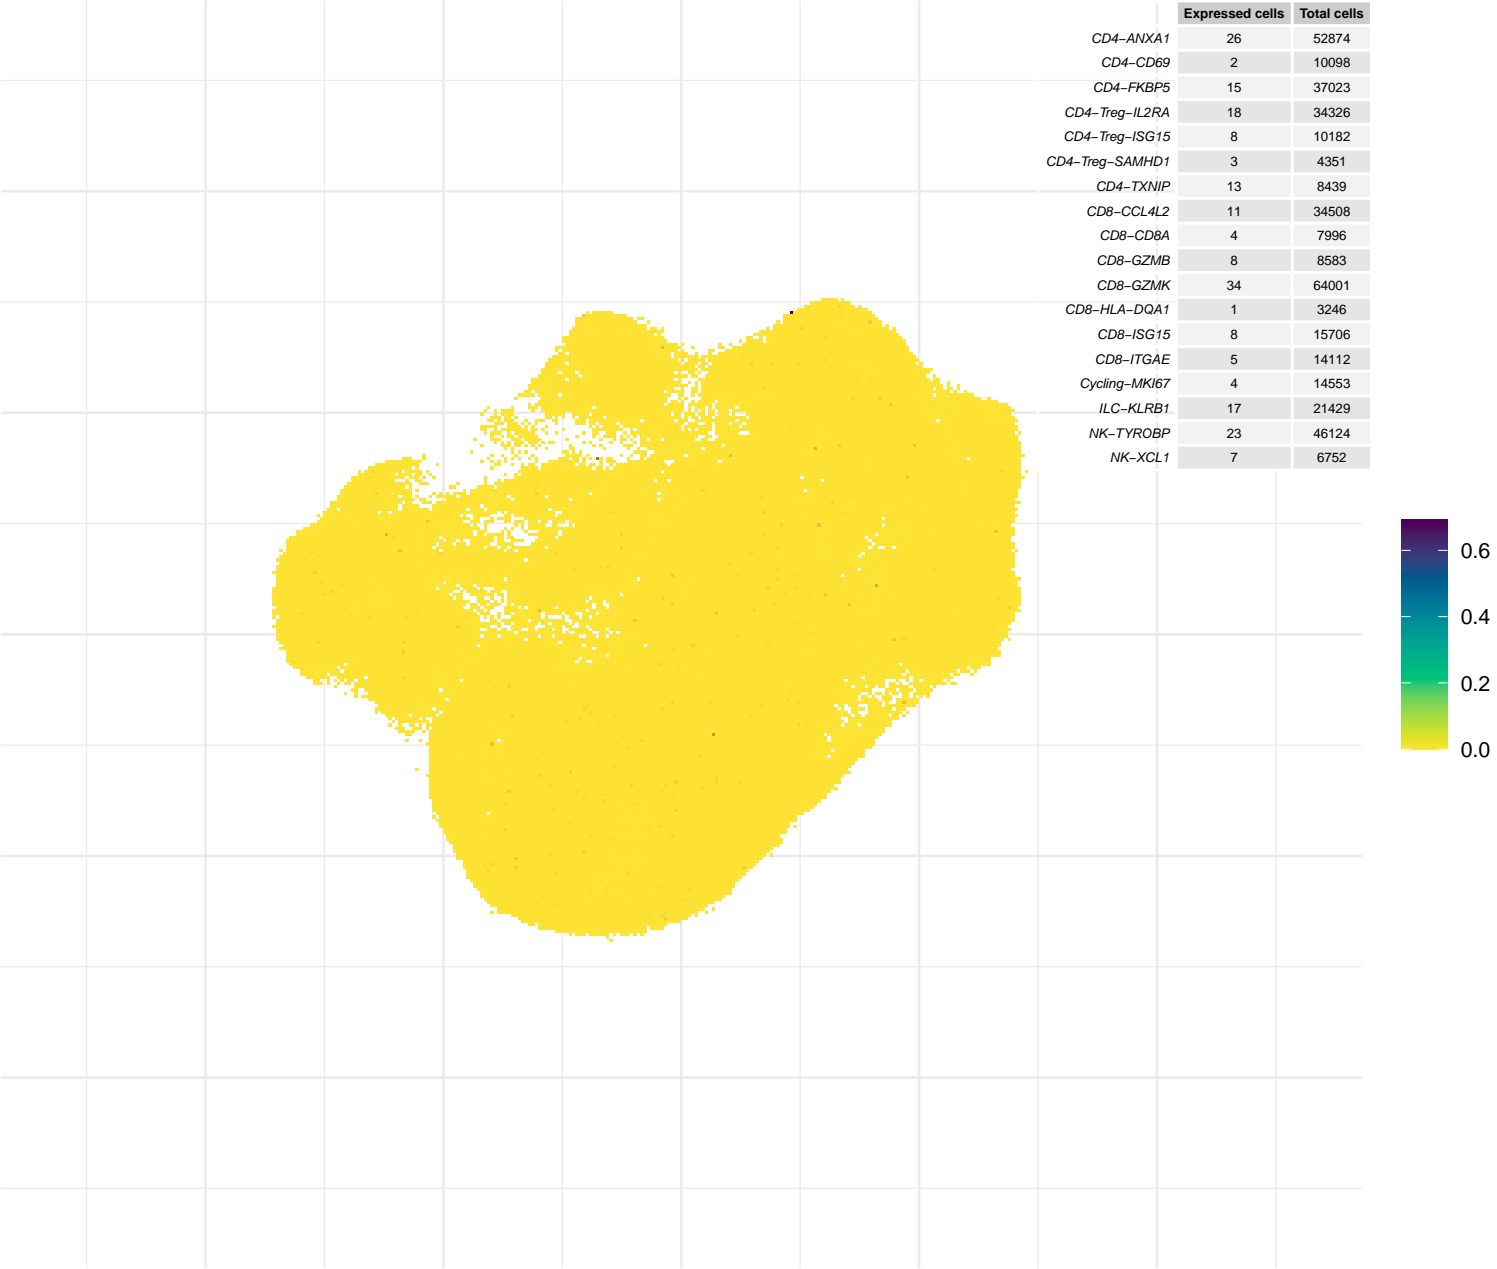 Expressed cells Total cells
CD4−ANXA1 26 52874
CD4−CD69 2 10098
CD4−FKBP5 15 37023
CD4−Treg−IL2RA 18 34326
CD4−Treg−ISG15 8 10182
CD4−Treg−SAMHD1 3 4351
CD4−TXNIP 13 8439
CD8−CCL4L2 11 34508
CD8−CD8A 4 7996
CD8−GZMB 8 8583
CD8−GZMK 34 64001
CD8−HLA−DQA1 1 3246
CD8−ISG15 8 15706
CD8−ITGAE 5 14112
Cycling−MKI67 4 14553
ILC−KLRB1 17 21429
NK−TYROBP 23 46124
NK−XCL1 7 6752
0.6
0.4
0.2
0.0